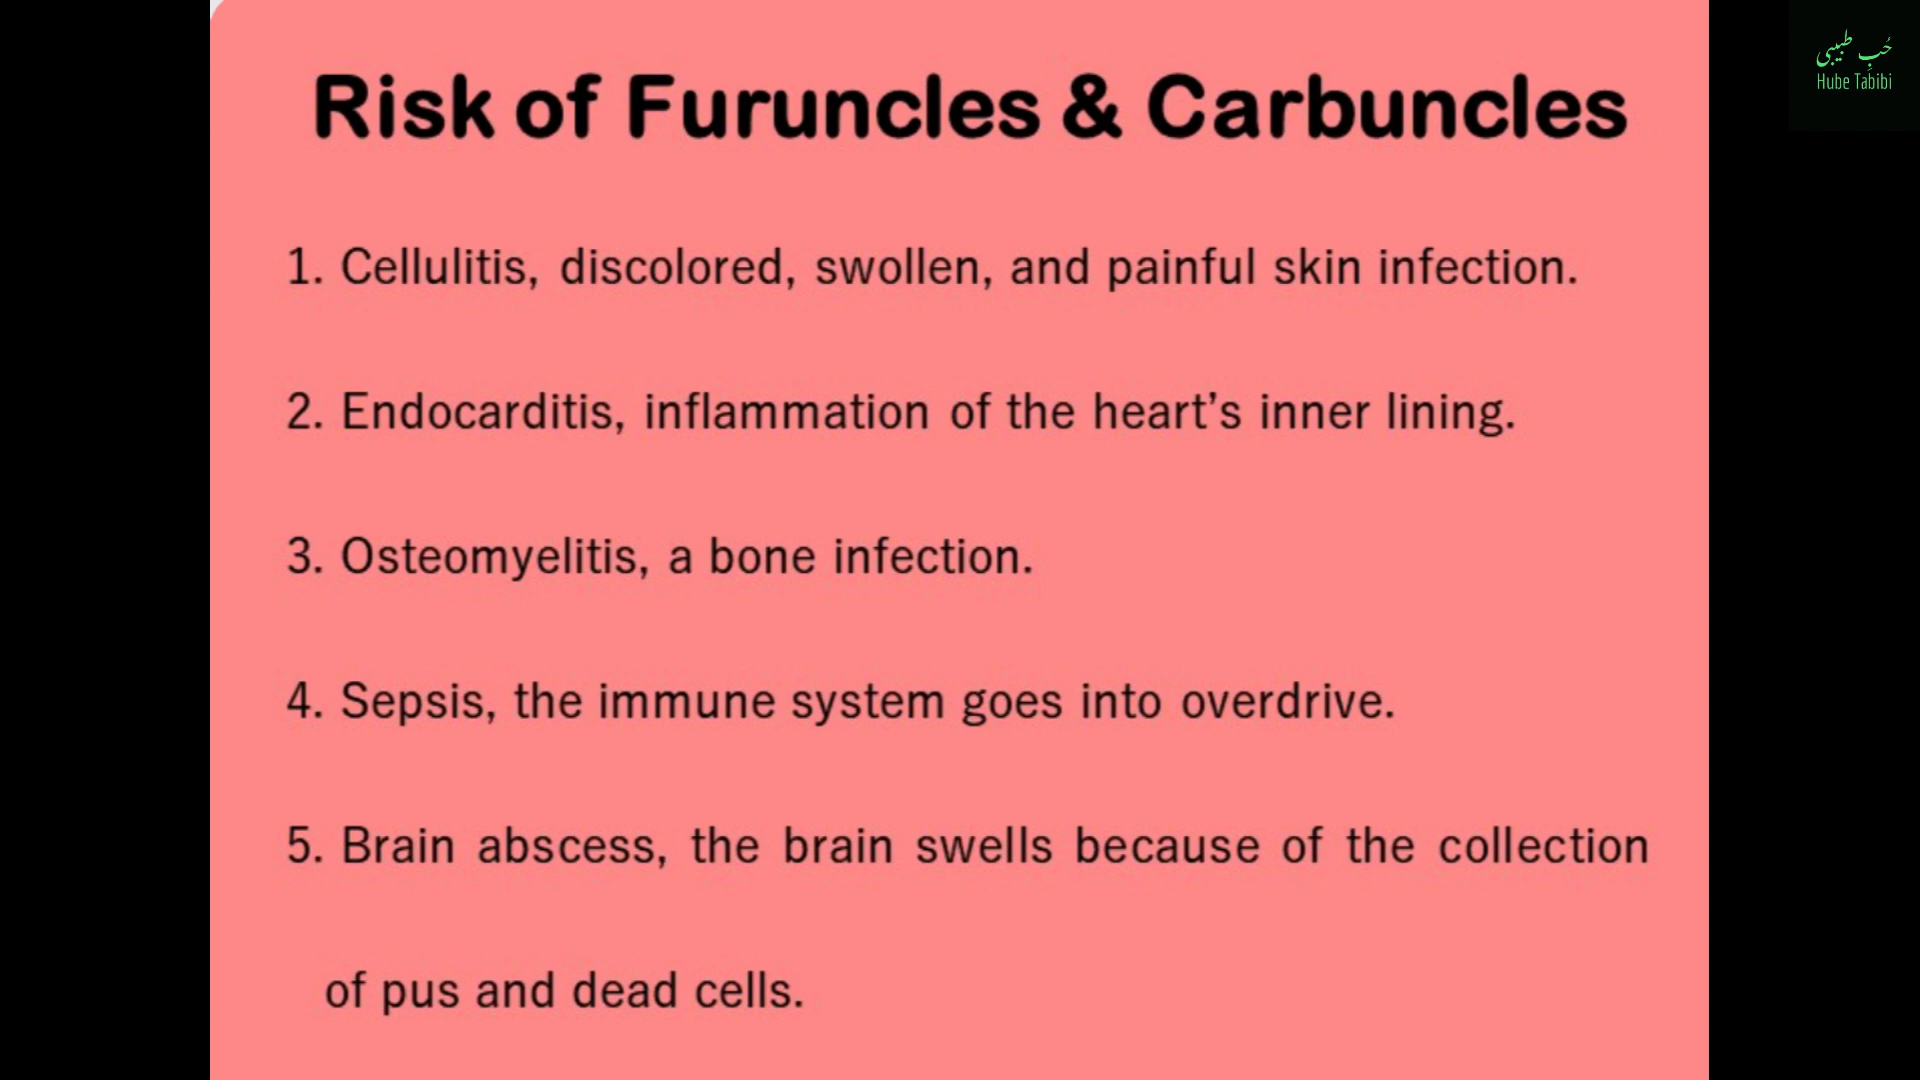 Risk of Furuncles & Carbuncles
1. Cellulitis, discolored, swollen, and painful skin infection.
2. Endocarditis, inflammation of the heart’s inner lining.
3. Osteomyelitis, a bone infection.
4. Sepsis, the immune system goes into overdrive.
5. Brain abscess, the brain swells because of the collection
of pus and dead cells.
حُبِ طبیبی
Hube Tabibi